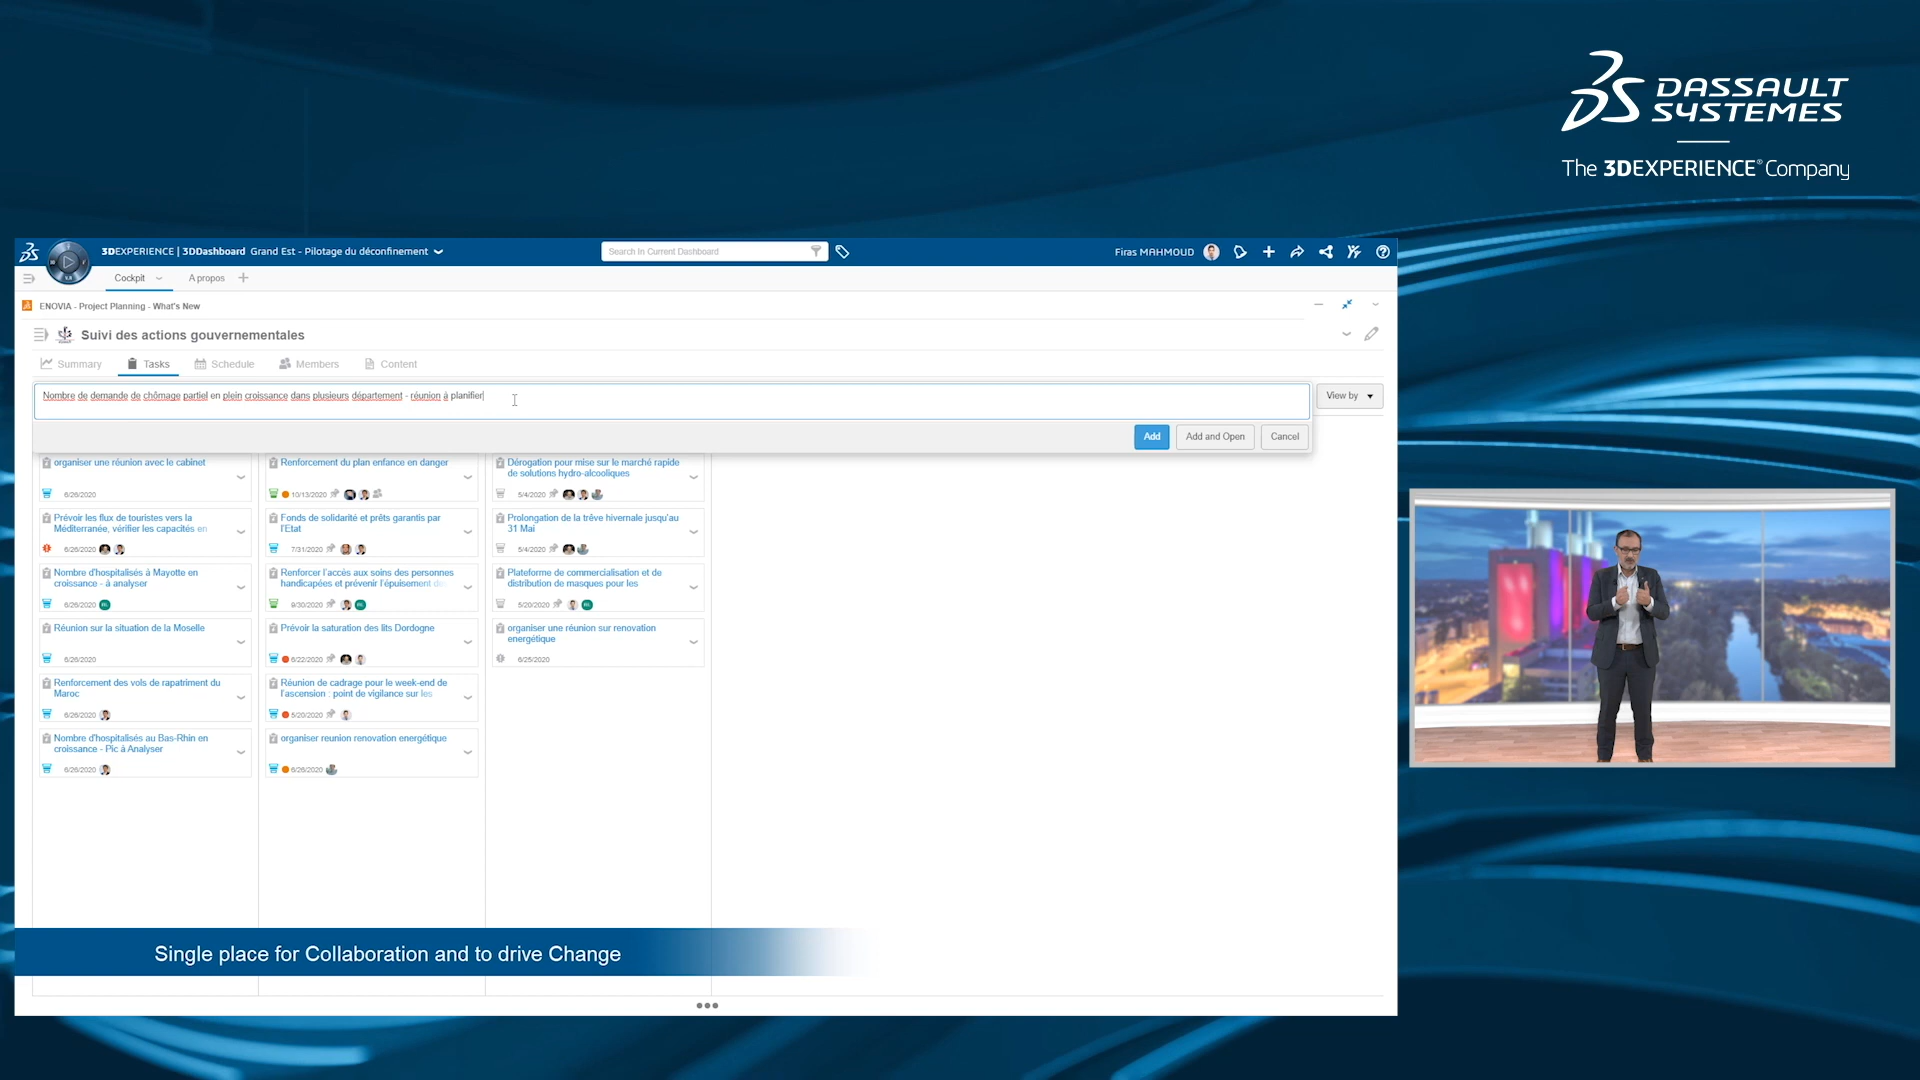 DASSAULT
SYSTEMES
The 3DEXPERIENCE® Company
3DEXPERIENCE | 3DDashboard Grand Est - Pilotage du déconfinement
Search In Current Dashboard
Firas MAHMOUD
Cockpit
A propos
ENOVIA - Project Planning - What's New
Suivi des actions gouvernementales
Summary
Tasks
Schedule
Members
Content
Nombre de demande de chômage partiel en plein croissance dans plusieurs département - réunion à planifier
View by
Add
Add and Open
Cancel
organiser une réunion avec le cabinet
6/26/2020
Prévoir les flux de touristes vers la
Méditerranée, vérifier les capacités en
6/26/2020
Nombre d'hospitalisés à Mayotte en
croissance - à analyser
6/26/2020
Réunion sur la situation de la Moselle
6/26/2020
Renforcement des vols de rapatriment du
Maroc
6/26/2020
Nombre d'hospitalisés au Bas-Rhin en
croissance - Pic à Analyser
6/26/2020
Renforcement du plan enfance en danger
10/13/2020
Fonds de solidarité et prêts garantis par
l'Etat
7/31/2020
Renforcer l'accès aux soins des personnes
handicapées et prévenir l'épuisement de
9/30/2020
Prévoir la saturation des lits Dordogne
6/22/2020
Réunion de cadrage pour le week-end de
l'ascension : point de vigilance sur les
5/20/2020
organiser reunion renovation energétique
6/26/2020
Dérogation pour mise sur le marché rapide
de solutions hydro-alcooliques
5/4/2020
Prolongation de la trêve hivernale jusqu'au
31 Mai
5/4/2020
Plateforme de commercialisation et de
distribution de masques pour les
5/20/2020
organiser une réunion sur renovation
energétique
6/25/2020
Single place for Collaboration and to drive Change